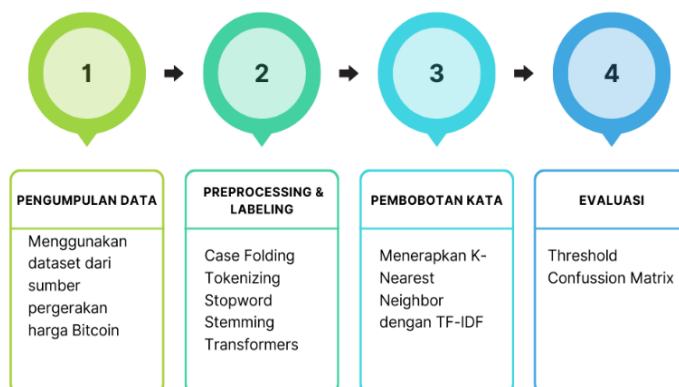 1
2
3
4
PENGUMPULAN DATA
Menggunakan
dataset dari
sumber
pergerakan
harga Bitcoin
PREPROCESSING &
LABELING
Case Folding
Tokenizing
Stopword
Stemming
Transformers
PEMBOBOTAN KATA
Menerapkan K-
Nearest
Neighbor
dengan TF-IDF
EVALUASI
Threshold
Confussion Matrix